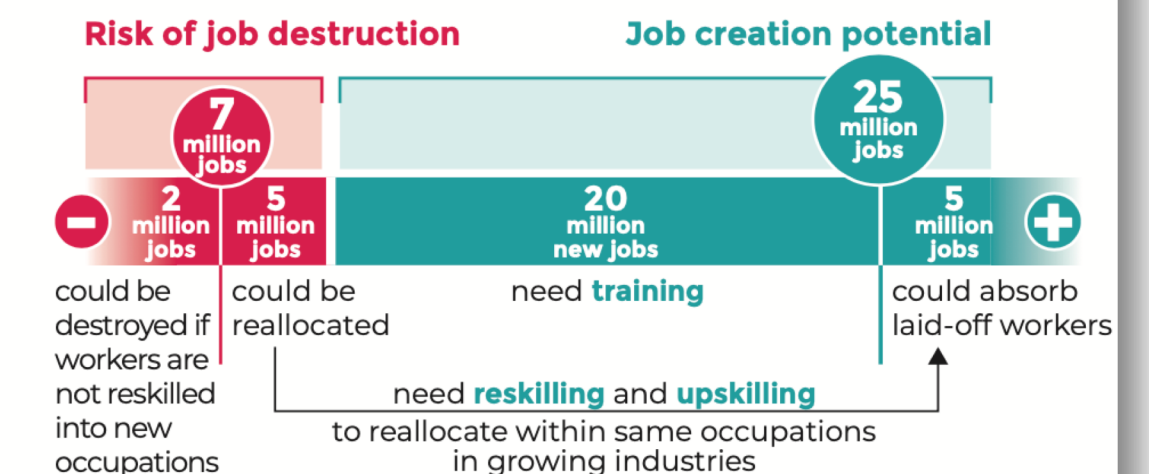 Risk of job destruction
Job creation potential
7
million
jobs
25
million
jobs
2
million
jobs
5
million
jobs
20
million
new jobs
5
million
jobs
could be
destroyed if
workers are
not reskilled
into new
occupations
could be
reallocated
need training
could absorb
laid-off workers
need reskilling and upskilling
to reallocate within same occupations
in growing industries